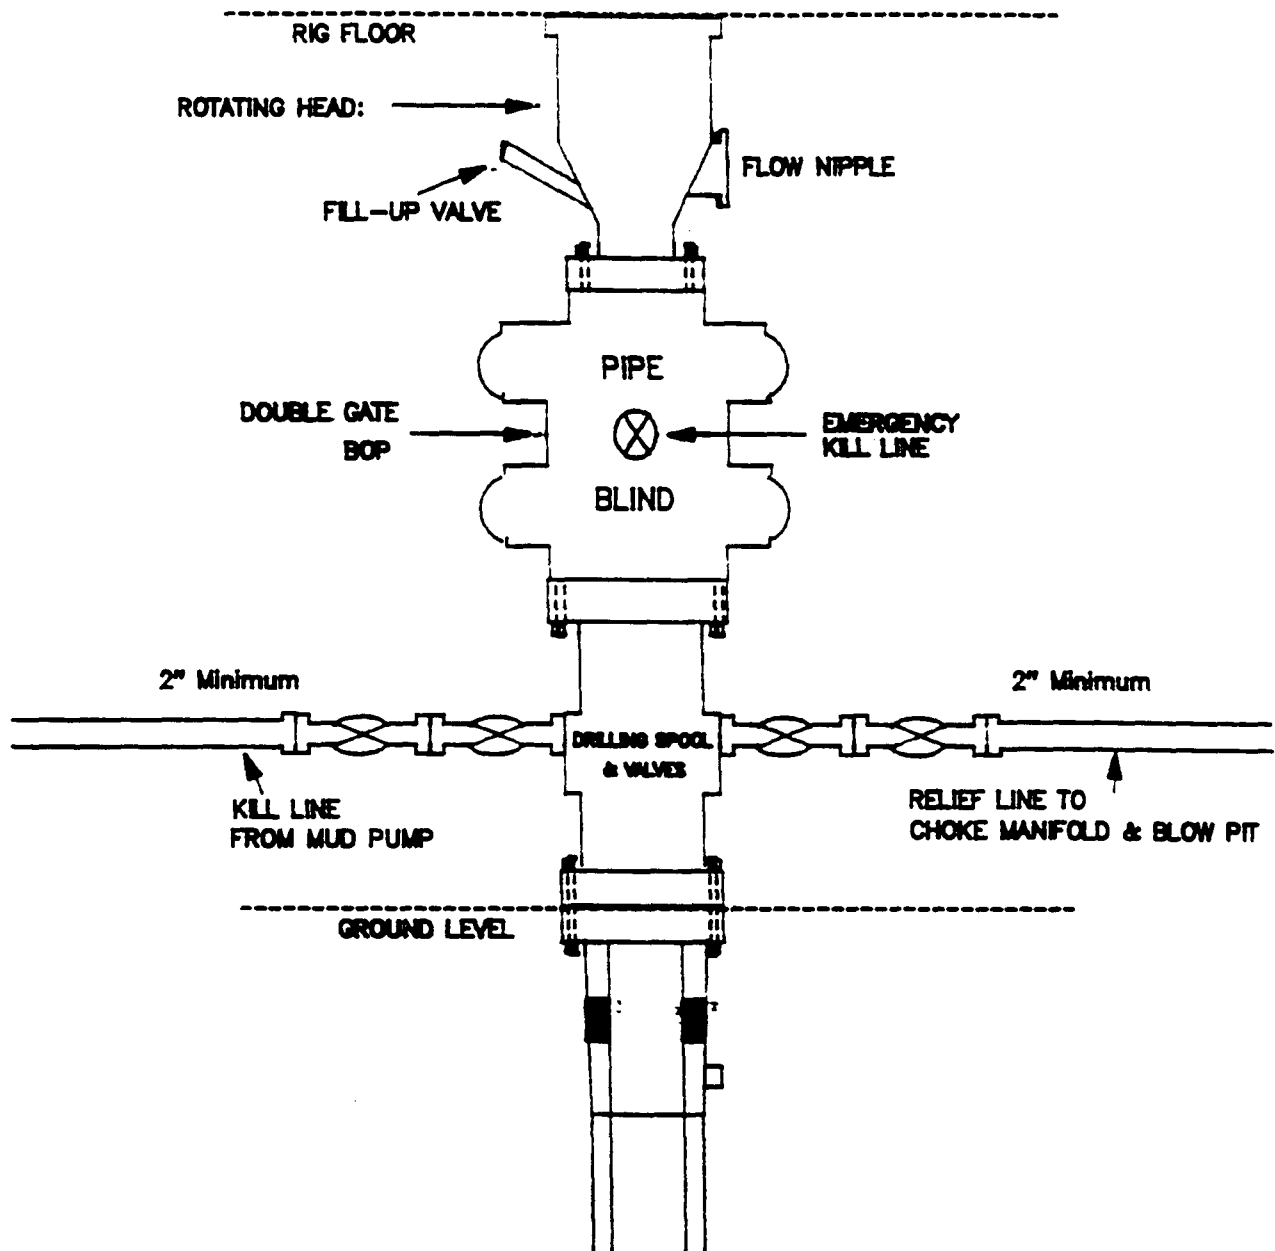 RIG FLOOR
ROTATING HEAD:
FLOW NIPPLE
FILL-UP VALVE
PIPE
DOUBLE GATE
BOP
EMERGENCY
KILL LINE
BLIND
2" Minimum
2" Minimum
DRILLING SPOOL
& VALVES
KILL LINE
FROM MUD PUMP
RELIEF LINE TO
CHOKE MANIFOLD & BLOW PIT
GROUND LEVEL